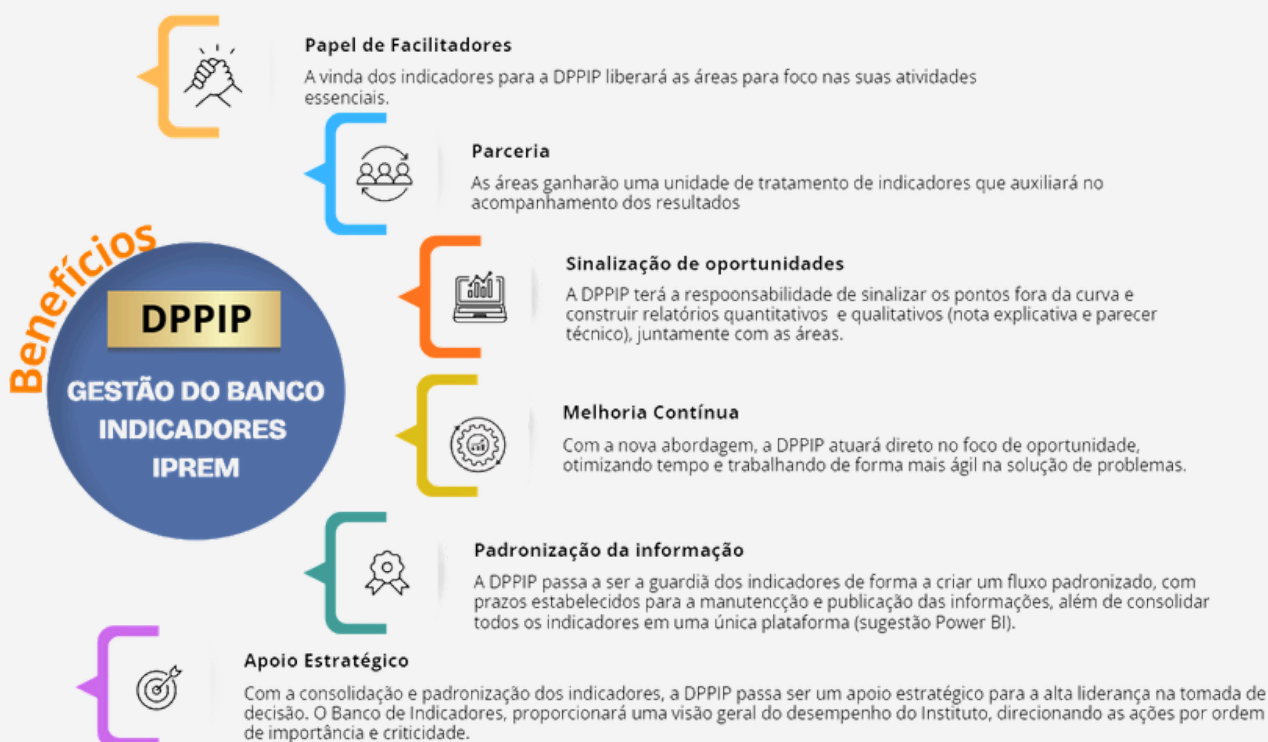 Benefícios
DPPIP
GESTÃO DO BANCO
INDICADORES
IPREM
Papel de Facilitadores
A vinda dos indicadores para a DPPIP liberará as áreas para foco nas suas atividades
essenciais.
Parceria
As áreas ganharão uma unidade de tratamento de indicadores que auxiliará no
acompanhamento dos resultados
Sinalização de oportunidades
A DPPIP terá a respoonsabilidade de sinalizar os pontos fora da curva e
construir relatórios quantitativos e qualitativos (nota explicativa e parecer
técnico), juntamente com as áreas.
Melhoria Contínua
Com a nova abordagem, a DPPIP atuará direto no foco de oportunidade,
otimizando tempo e trabalhando de forma mais ágil na solução de problemas.
Padronização da informação
A DPPIP passa a ser a guardiã dos indicadores de forma a criar um fluxo padronizado, com
prazos estabelecidos para a manutencção e publicação das informações, além de consolidar
todos os indicadores em uma única plataforma (sugestão Power BI).
Apoio Estratégico
Com a consolidação e padronização dos indicadores, a DPPIP passa ser um apoio estratégico para a alta liderança na tomada de
decisão. O Banco de Indicadores, proporcionará uma visão geral do desempenho do Instituto, direcionando as ações por ordem
de importância e criticidade.